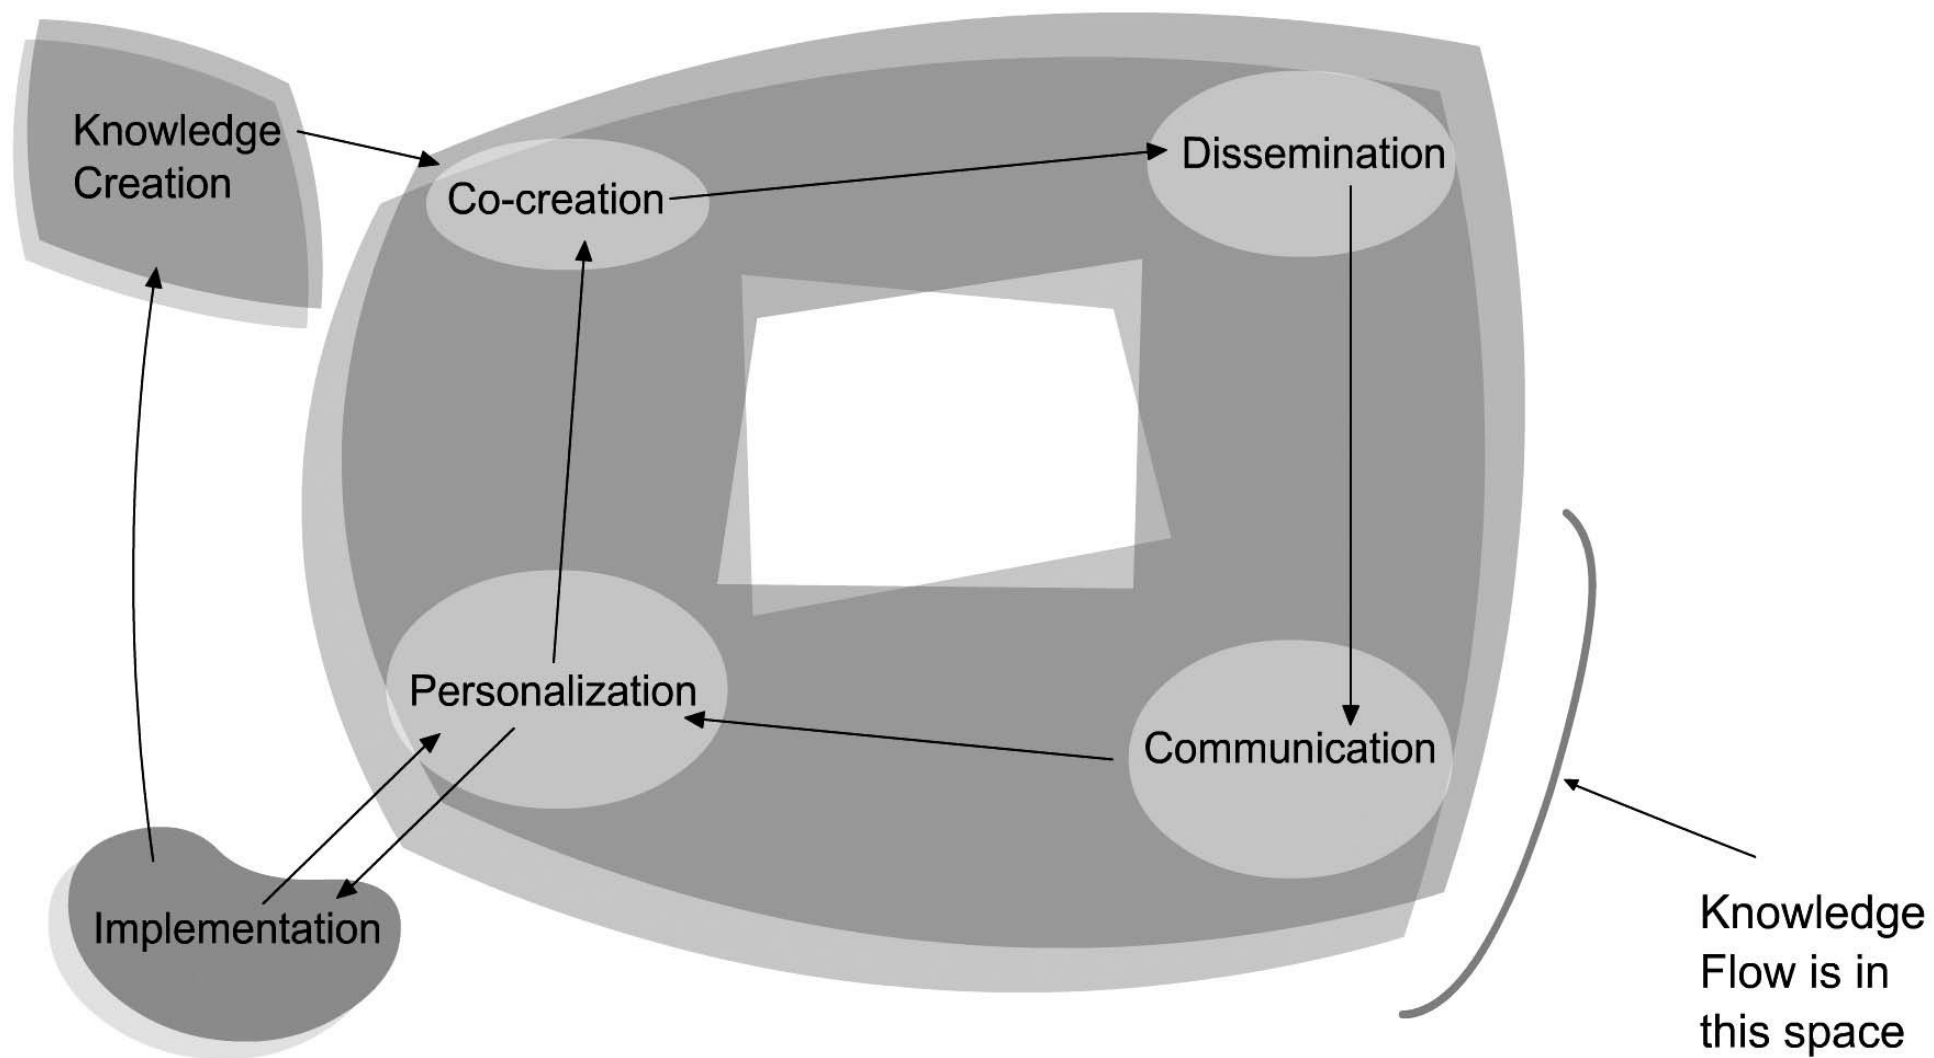 Knowledge
Creation
Co-creation
Dissemination
Personalization
Communication
Implementation
Knowledge
Flow is in
this space